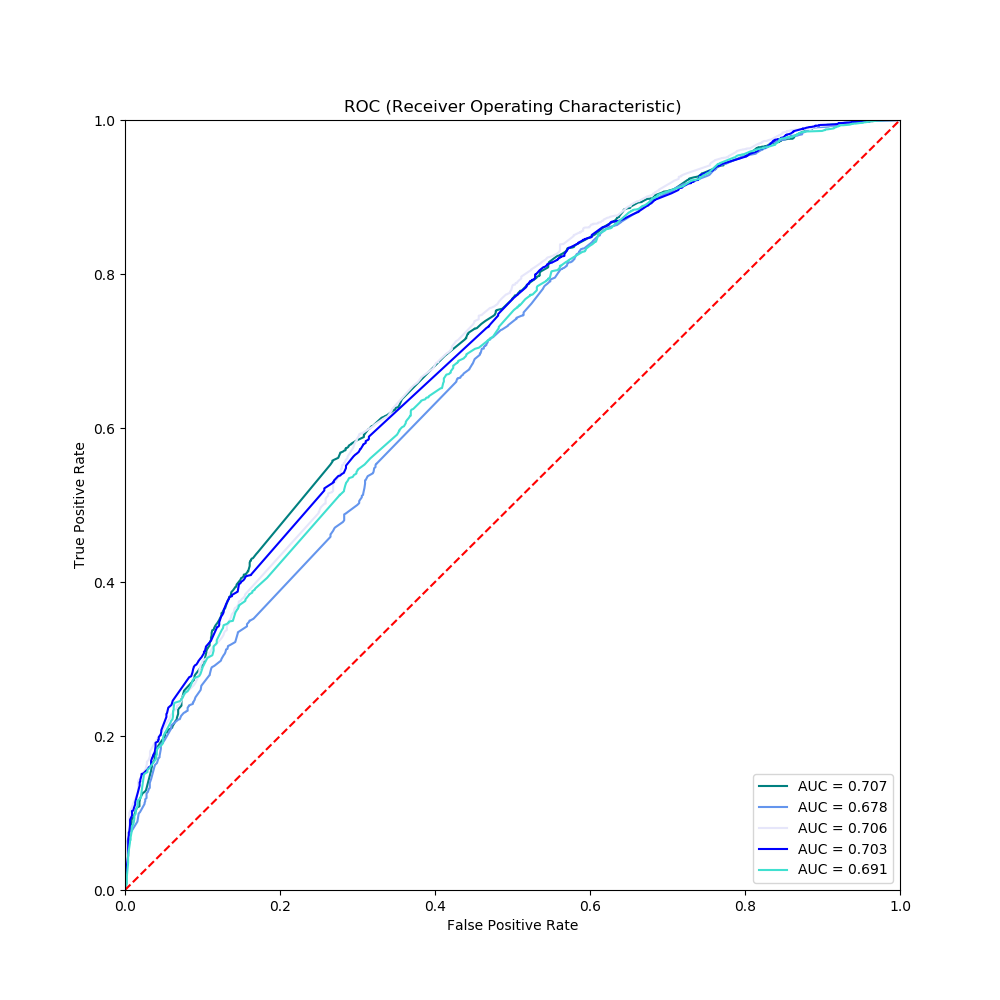 ROC (Receiver Operating Characteristic)
1.0
0.8
0.6
0.4
0.2
0.0
True Positive Rate
0.0 0.2 0.4 0.6 0.8 1.0
False Positive Rate
AUC = 0.707
AUC = 0.678
AUC = 0.706
AUC = 0.703
AUC = 0.691